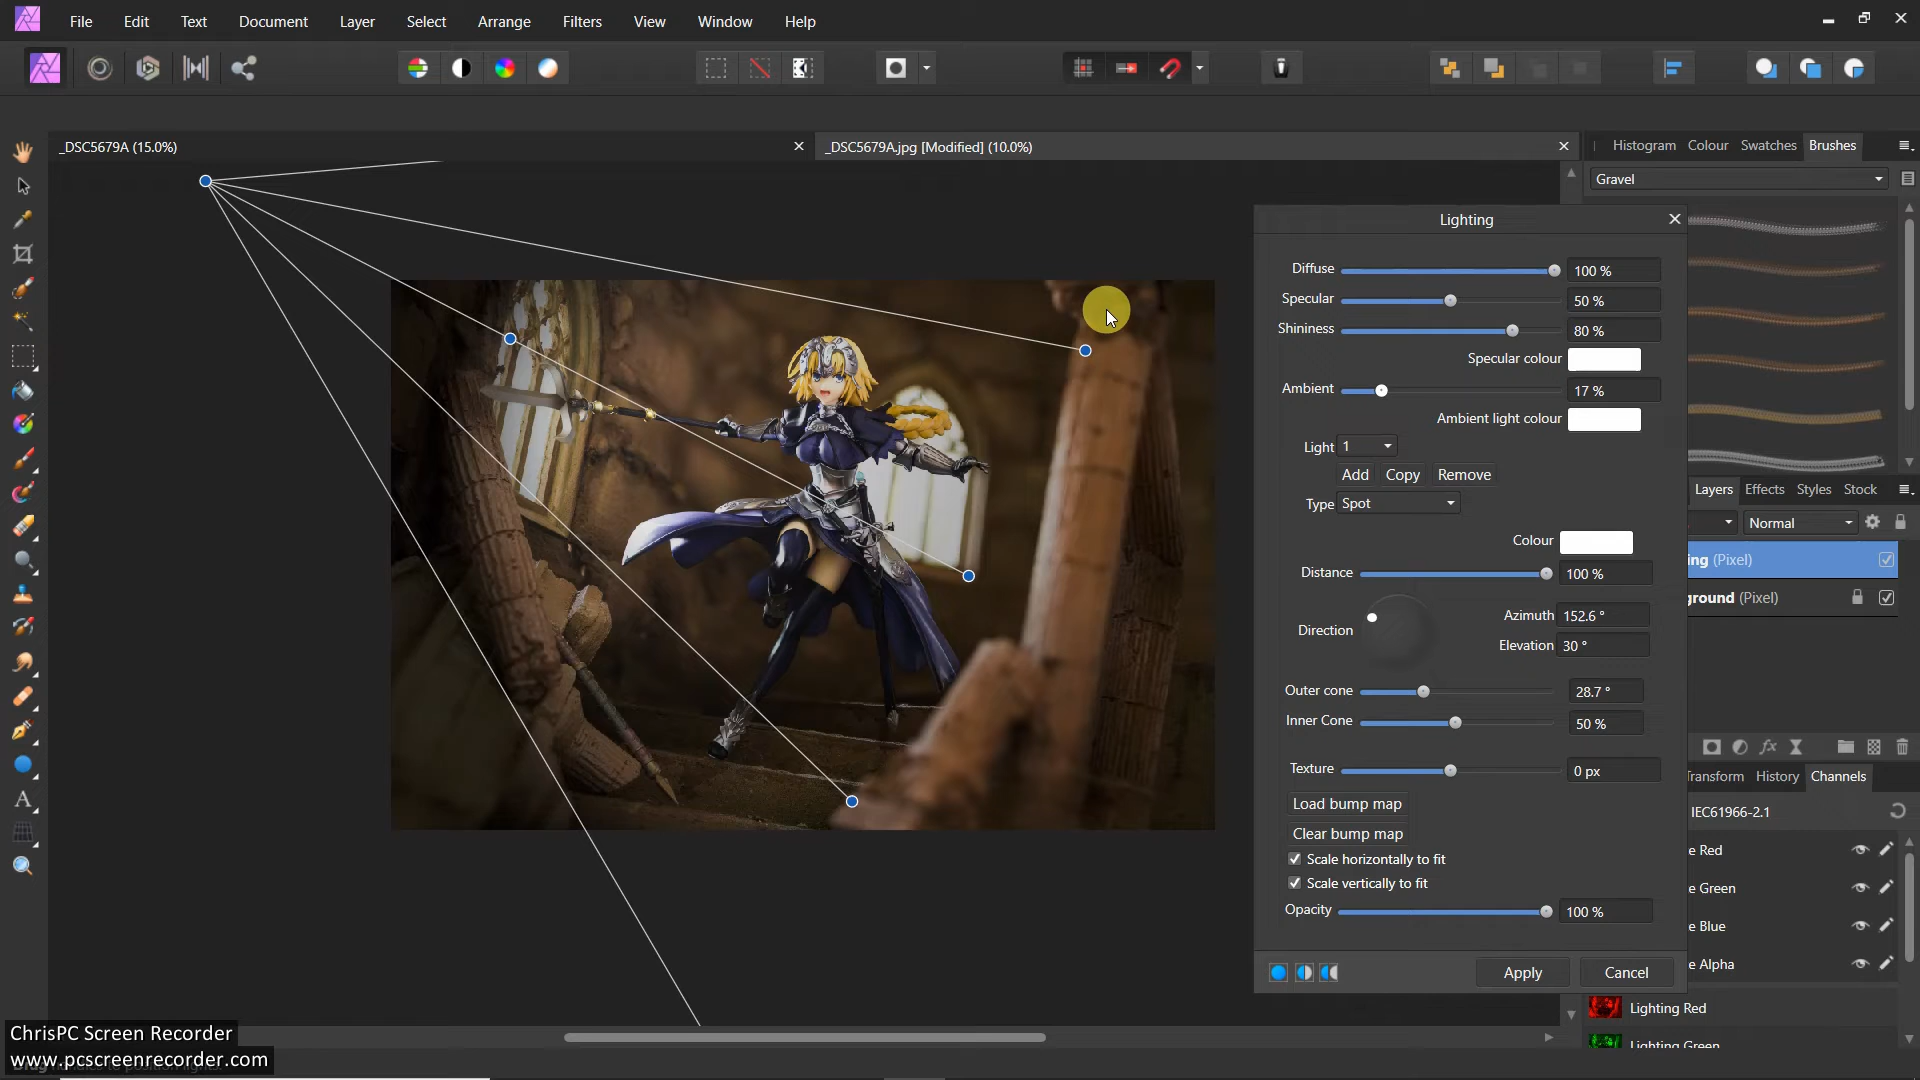 File Edit Text Document Layer Select Arrange Filters View Window Help
_DSC5679A (15.0%)
_DSC5679A.jpg [Modified] (10.0%)
Histogram Colour Swatches Brushes
Gravel
Lighting
Diffuse 100 %
Specular 50 %
Shininess 80 %
Specular colour
Ambient 17 %
Ambient light colour
Light 1
Add Copy Remove
Type Spot
Colour
Distance 100 %
Direction
Azimuth 152.6 °
Elevation 30 °
Outer cone 28.7 °
Inner Cone 50 %
Texture 0 px
Load bump map
Clear bump map
Scale horizontally to fit
Scale vertically to fit
Opacity 100 %
Apply Cancel
Layers Effects Styles Stock
Normal
ing (Pixel)
ground (Pixel)
ransform History Channels
IEC61966-2.1
e Red
e Green
e Blue
e Alpha
Lighting Red
Lighting Green
ChrisPC Screen Recorder
www.pcscreenrecorder.com